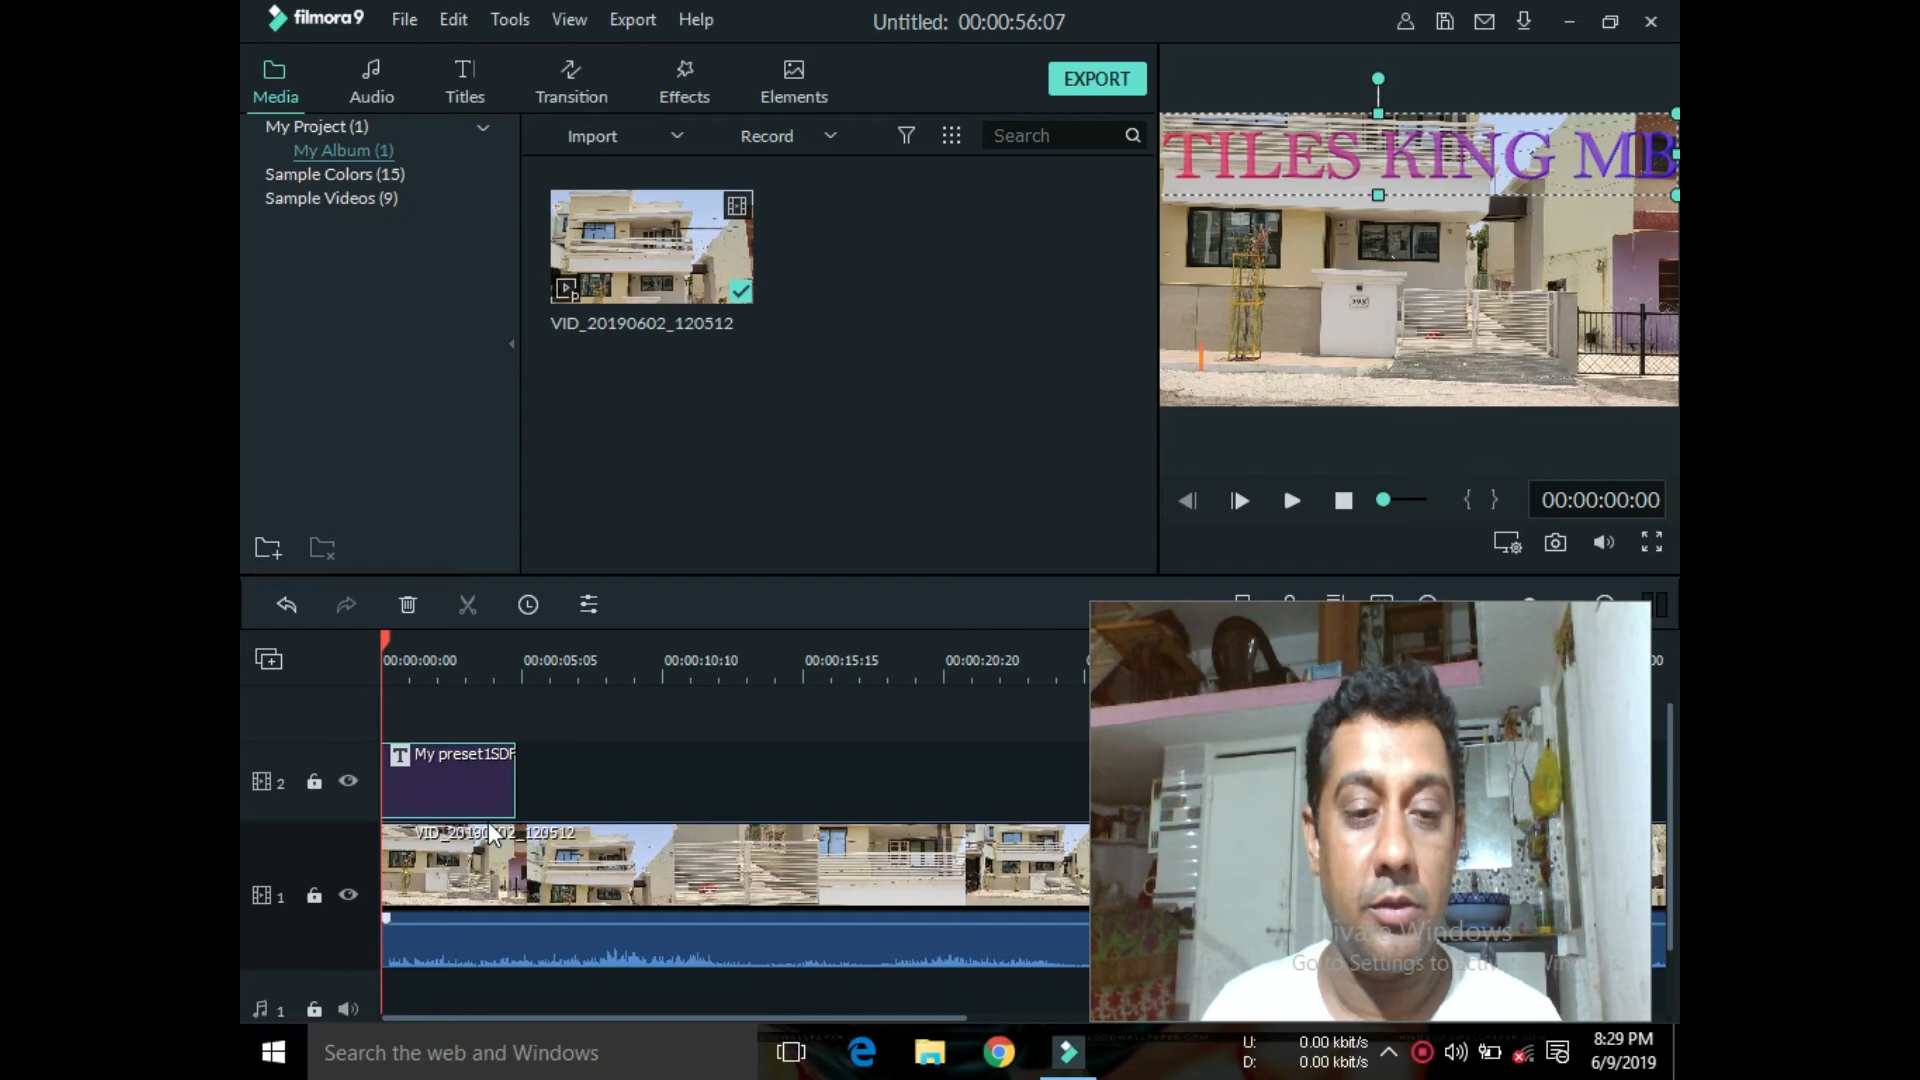 filmora9
File
Edit
Tools
View
Export
Help
Untitled: 00:00:56:07
Media
Audio
Titles
Transition
Effects
Elements
EXPORT
My Project (1)
My Album (1)
Sample Colors (15)
Sample Videos (9)
Import
Record
Search
VID_20190602_120512
TILES KING MB
00:00:00:00
00:00:00:00
00:00:05:05
00:00:10:10
00:00:15:15
00:00:20:20
T My preset1SDF
2
VID_20190602_120512
1
1
Search the web and Windows
U: 0.00 kbit/s
D: 0.00 kbit/s
8:29 PM
6/9/2019